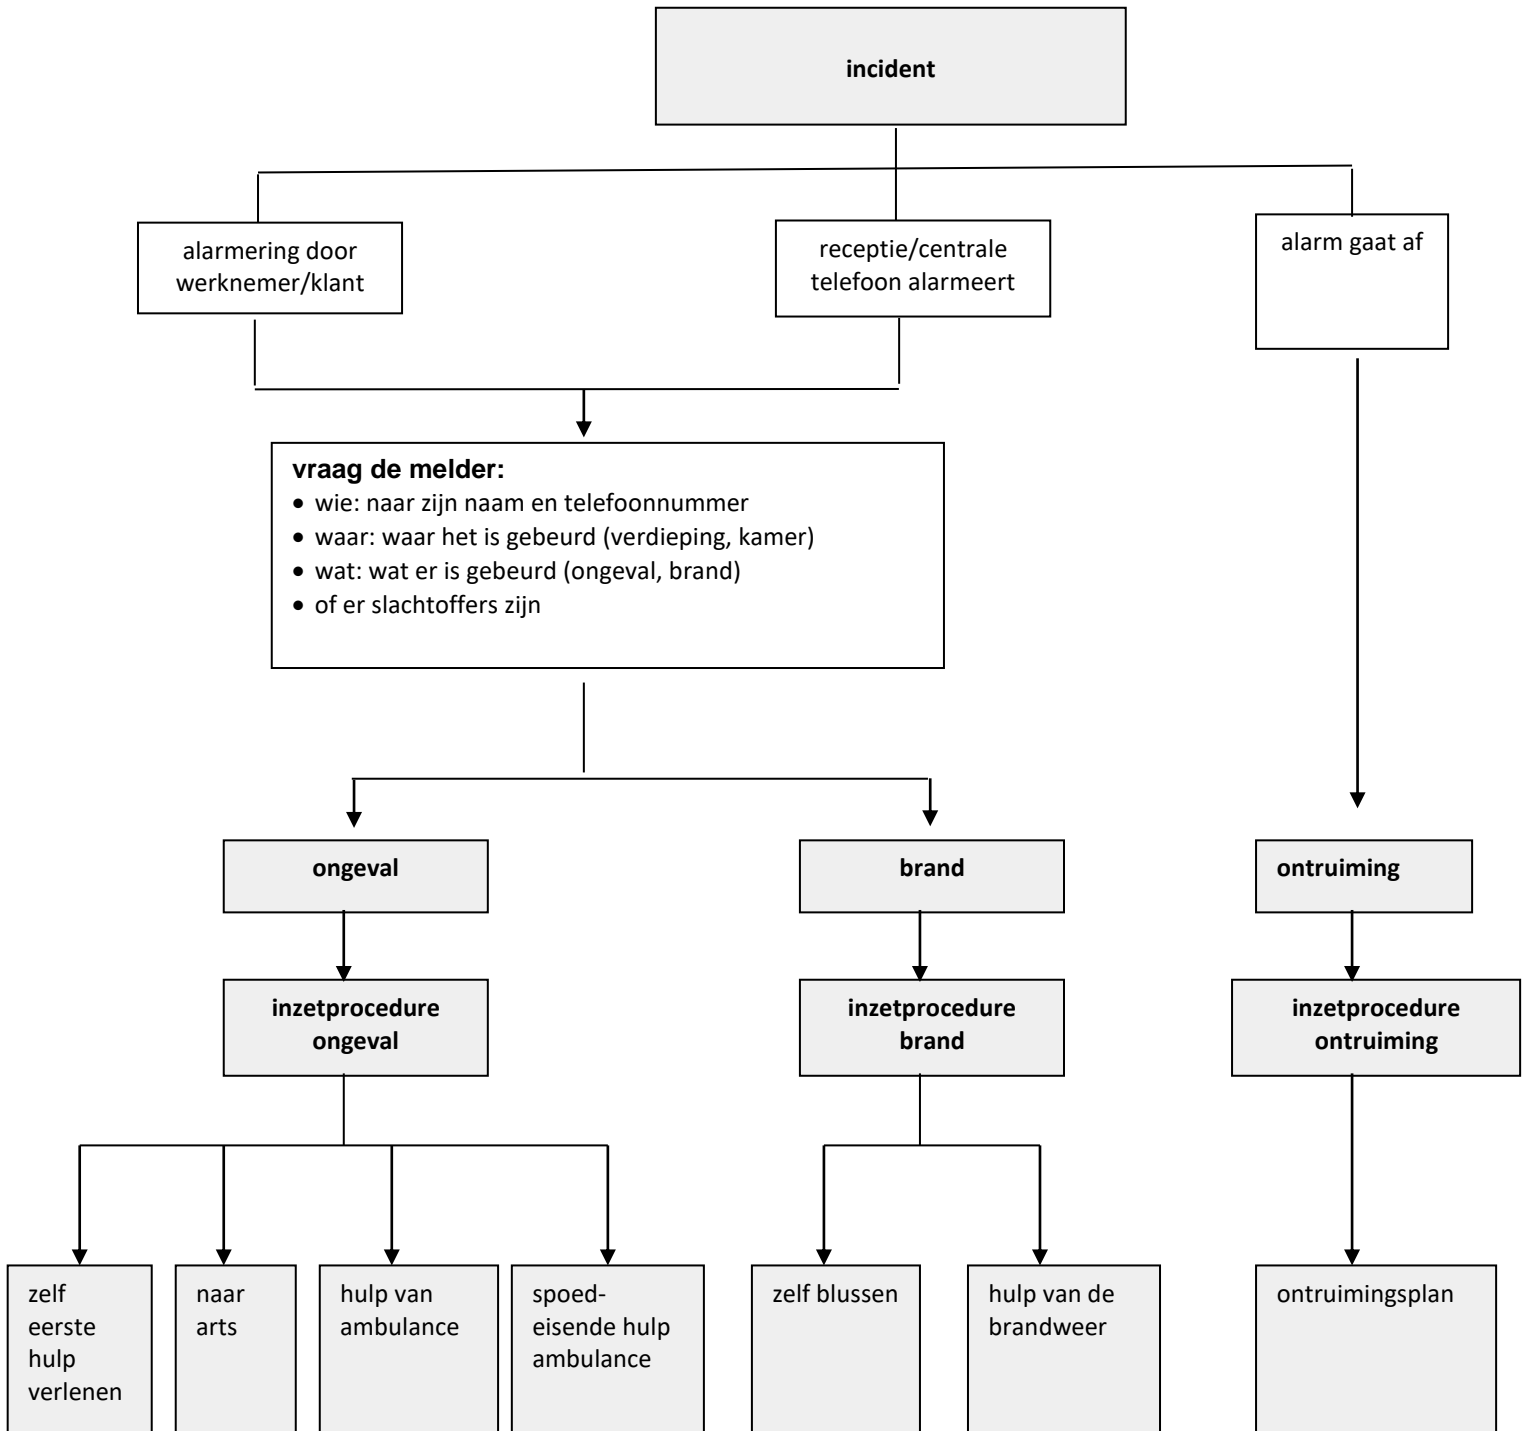 incident
alarmering door
werknemer/klant
receptie/centrale
telefoon alarmeert
alarm gaat af
vraag de melder:
• wie: naar zijn naam en telefoonnummer
• waar: waar het is gebeurd (verdieping, kamer)
• wat: wat er is gebeurd (ongeval, brand)
• of er slachtoffers zijn
ongeval
brand
ontruiming
inzetprocedure
ongeval
inzetprocedure
brand
inzetprocedure
ontruiming
zelf
eerste
hulp
verlenen
naar
arts
hulp van
ambulance
spoed-
eisende hulp
ambulance
zelf blussen
hulp van de
brandweer
ontruimingsplan